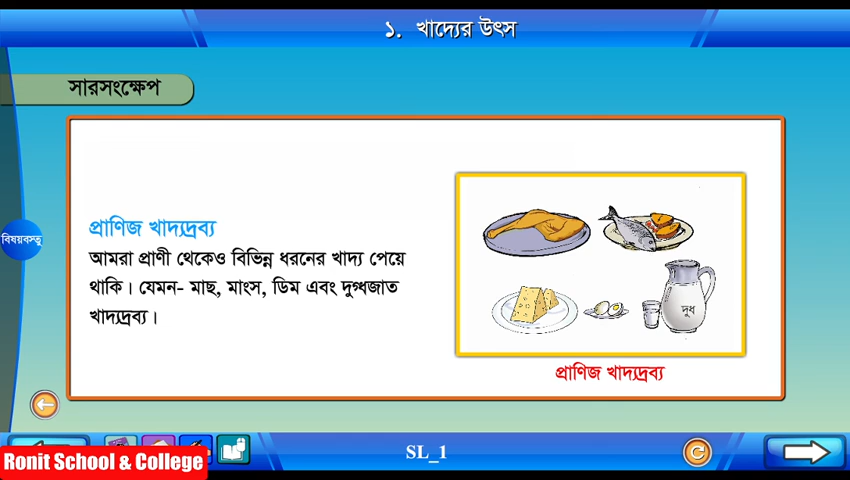 ১. খাদ্যের উৎস
সারসংক্ষেপ
প্রাণিজ খাদ্যদ্রব্য
আমরা প্রাণী থেকেও বিভিন্ন ধরনের খাদ্য পেয়ে
থাকি। যেমন- মাছ, মাংস, ডিম এবং দুগ্ধজাত
খাদ্যদ্রব্য।
বিষয়বস্তু
দুধ
প্রাণিজ খাদ্যদ্রব্য
SL_1
Ronit School & College